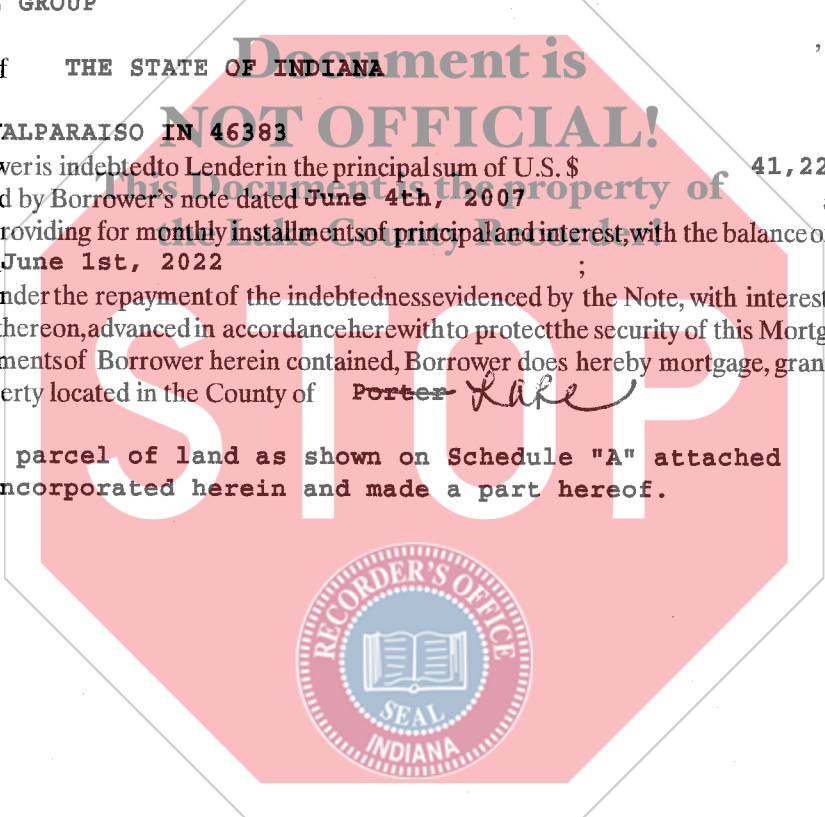 GROUP
f THE STATE OF INDIANA ,
Document is
ALPARAISO IN 46383
NOT OFFICIAL!
wer is indebted to Lender in the principal sum of U.S. $ 41,22
This Document is the property of
d by Borrower's note dated June 4th, 2007
roviding for monthly installments of principal and interest, with the balance o
the Lake County Recorder!
June 1st, 2022 ;
nder the repayment of the indebtedness evidenced by the Note, with interest
thereon, advanced in accordance herewith to protect the security of this Mortg
ments of Borrower herein contained, Borrower does hereby mortgage, gran
erty located in the County of Porter Lake
STOP
parcel of land as shown on Schedule "A" attached
ncorporated herein and made a part hereof.
RECORDER'S OFFICE
SEAL
INDIANA